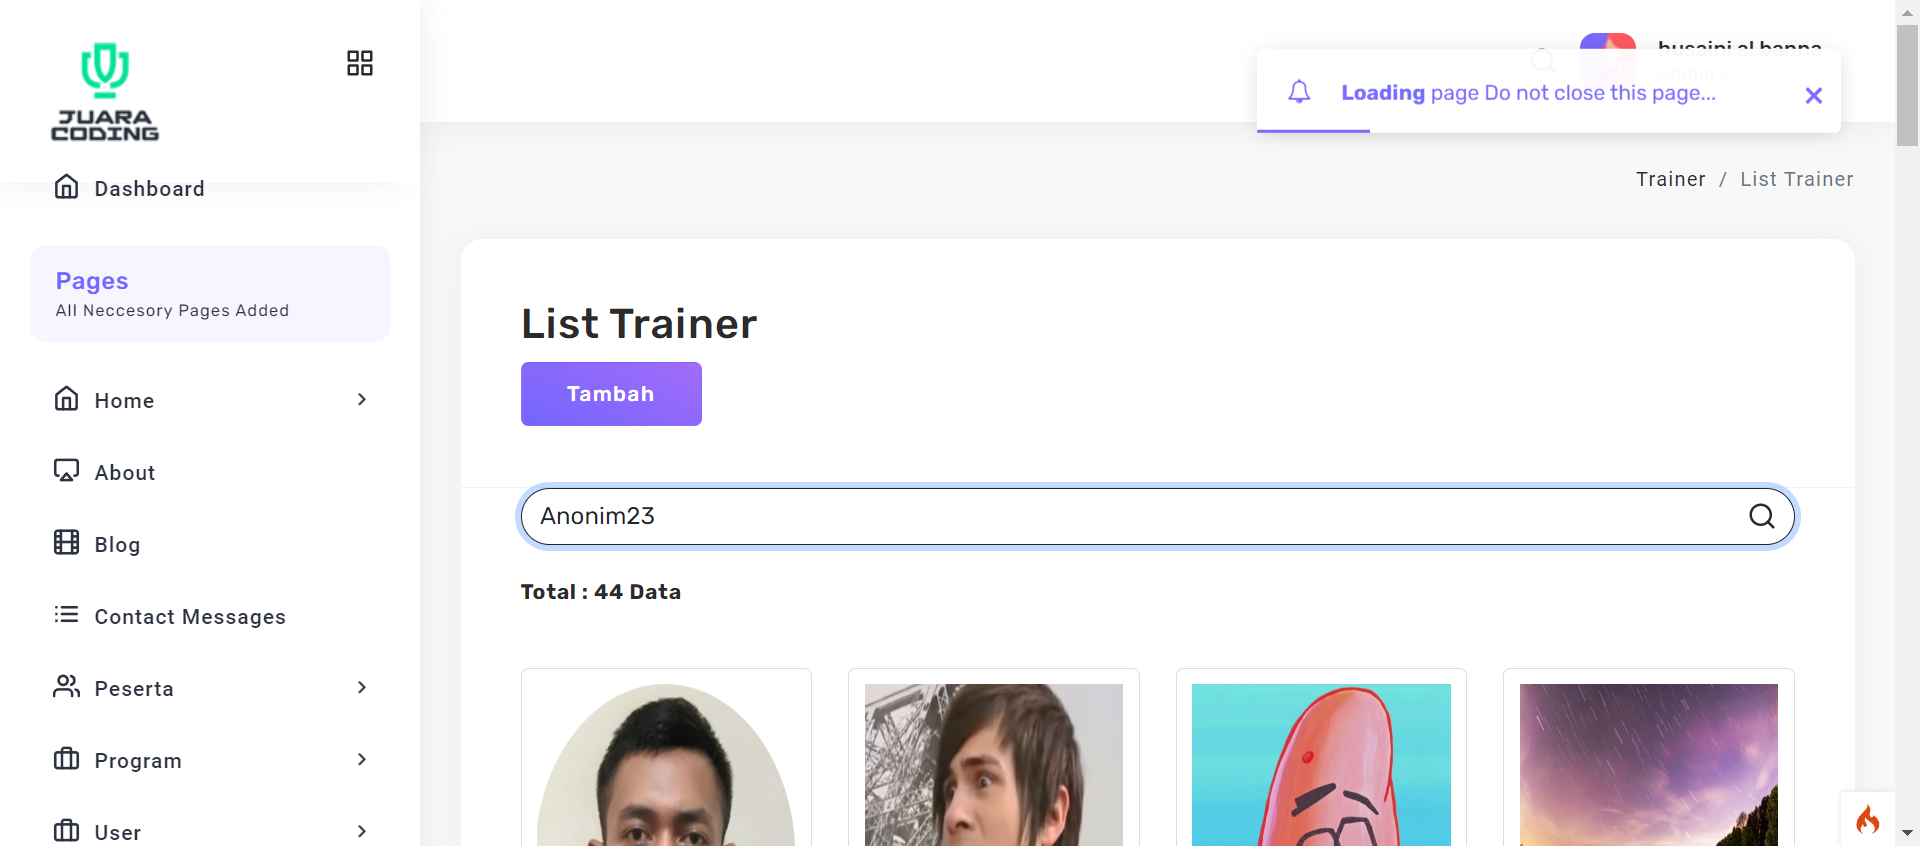 JUARA
CODING
Dashboard
Pages
All Neccesory Pages Added
Home
About
Blog
Contact Messages
Peserta
Program
User
husaini al banna
Admin
Loading page Do not close this page...
Trainer / List Trainer
List Trainer
Tambah
Anonim23
Total : 44 Data